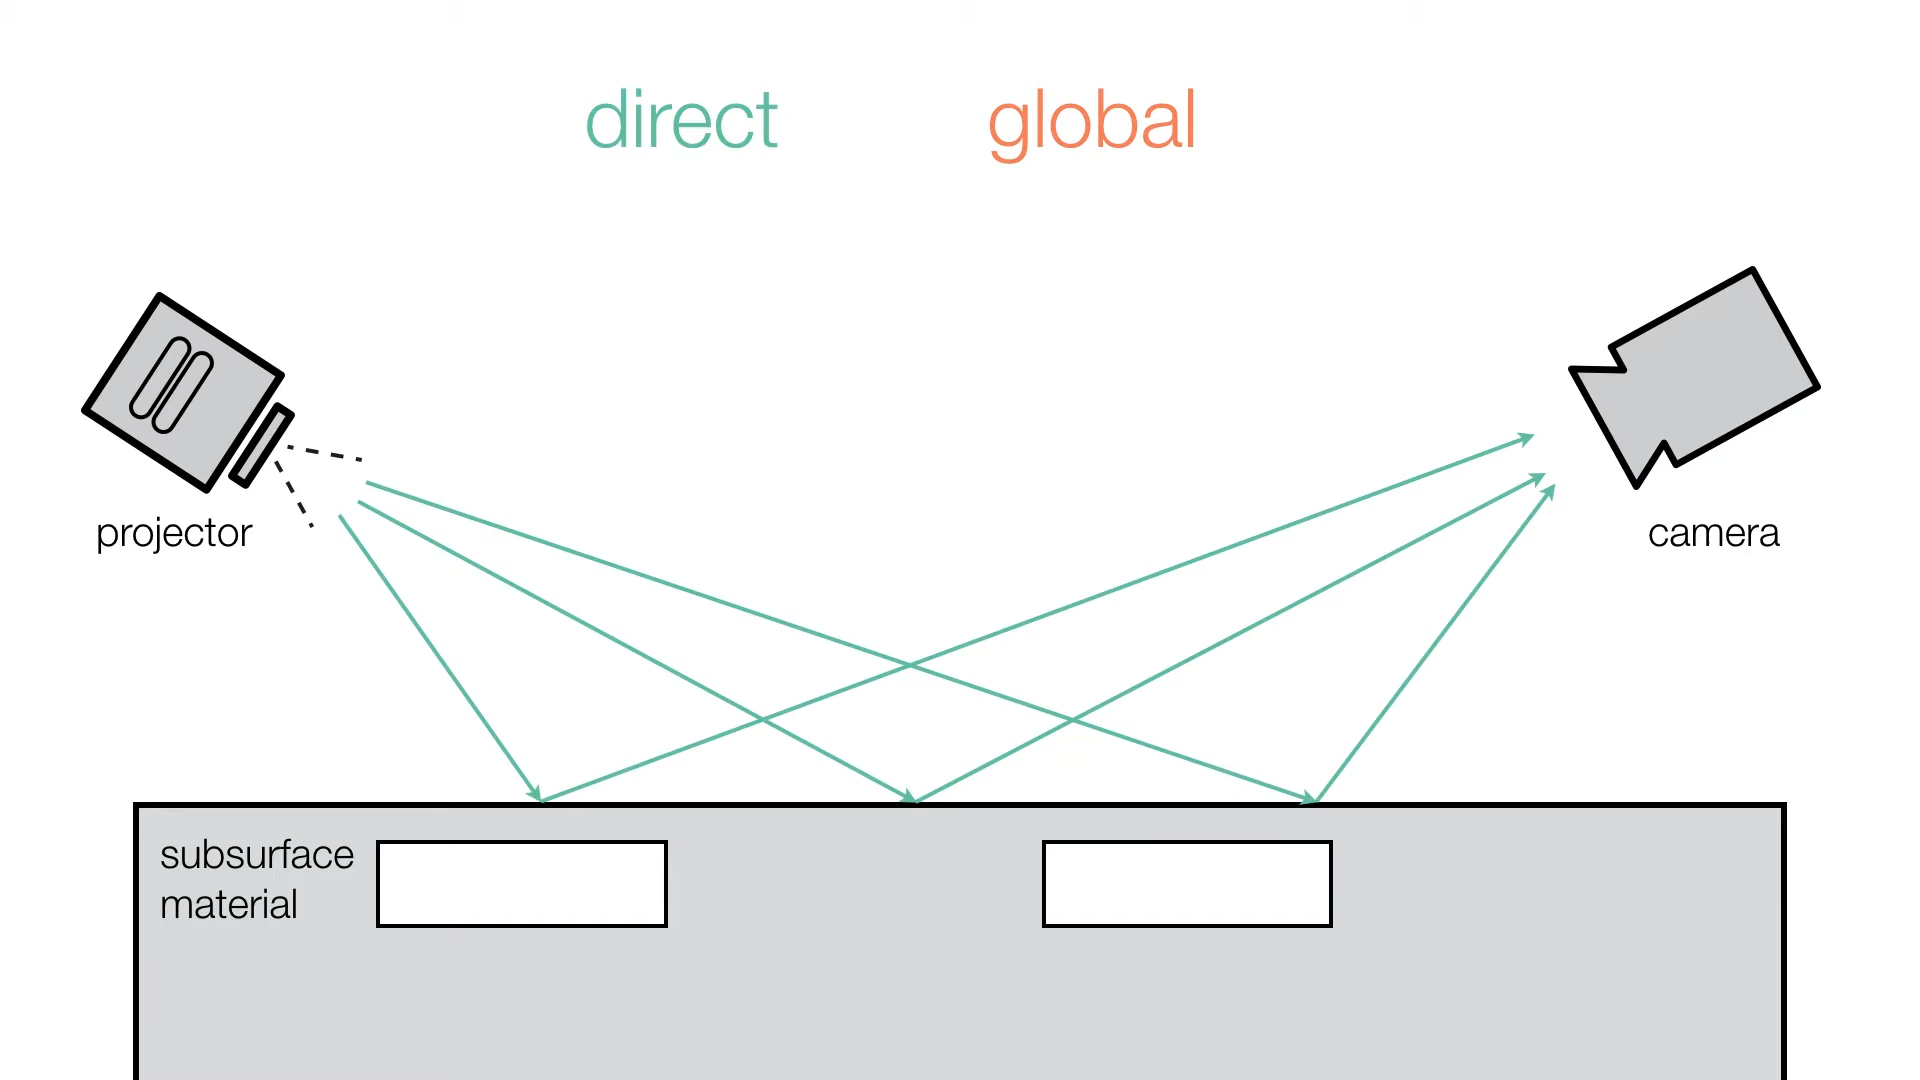 direct
global
projector
camera
subsurface
material